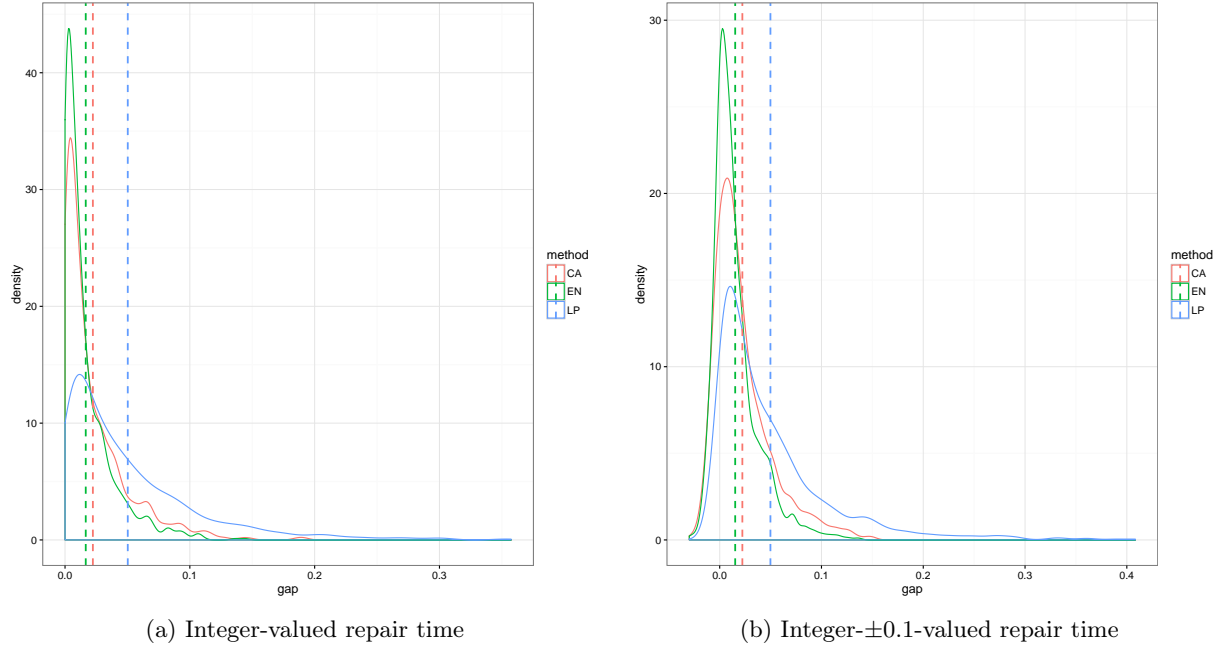 40
30
20
10
0
density
0.0 0.1 0.2 0.3
gap
method
CA
EN
LP
(a) Integer-valued repair time
30
20
10
0
density
0.0 0.1 0.2 0.3 0.4
gap
method
CA
EN
LP
(b) Integer-±0.1-valued repair time